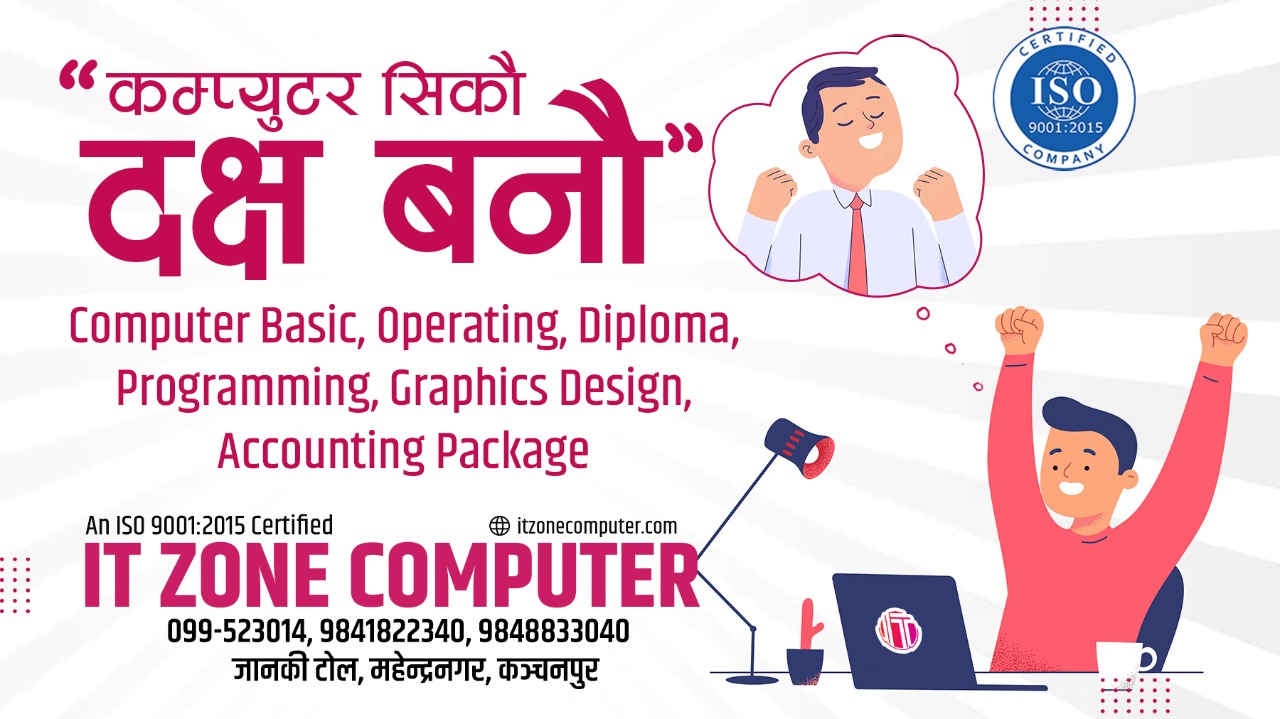 “कम्प्युटर सिकौ
दक्ष बनौ”
CERTIFIED
ISO
9001:2015
COMPANY
Computer Basic, Operating, Diploma,
Programming, Graphics Design,
Accounting Package
An ISO 9001:2015 Certified
itzonecomputer.com
IT ZONE COMPUTER
099-523014, 9841822340, 9848833040
जानकी टोल, महेन्द्रनगर, कञ्चनपुर
IT